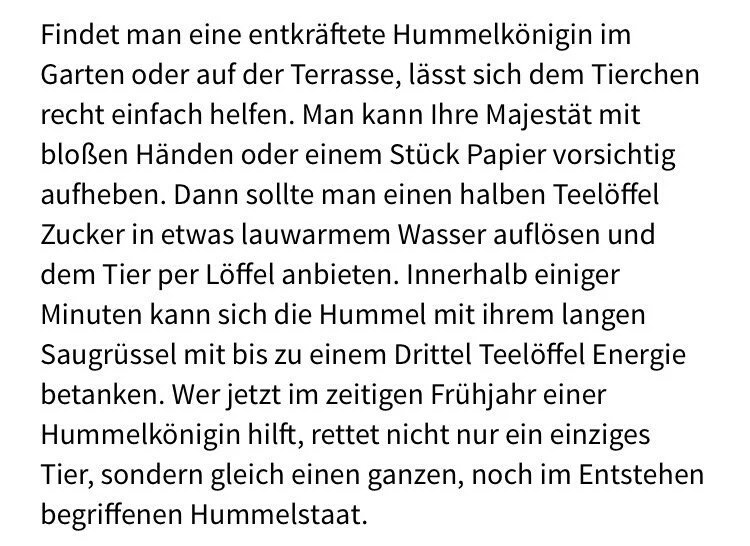 Findet man eine entkräftete Hummelkönigin im
Garten oder auf der Terrasse, lässt sich dem Tierchen
recht einfach helfen. Man kann Ihre Majestät mit
bloßen Händen oder einem Stück Papier vorsichtig
aufheben. Dann sollte man einen halben Teelöffel
Zucker in etwas lauwarmem Wasser auflösen und
dem Tier per Löffel anbieten. Innerhalb einiger
Minuten kann sich die Hummel mit ihrem langen
Saugrüssel mit bis zu einem Drittel Teelöffel Energie
betanken. Wer jetzt im zeitigen Frühjahr einer
Hummelkönigin hilft, rettet nicht nur ein einziges
Tier, sondern gleich einen ganzen, noch im Entstehen
begriffenen Hummelstaat.